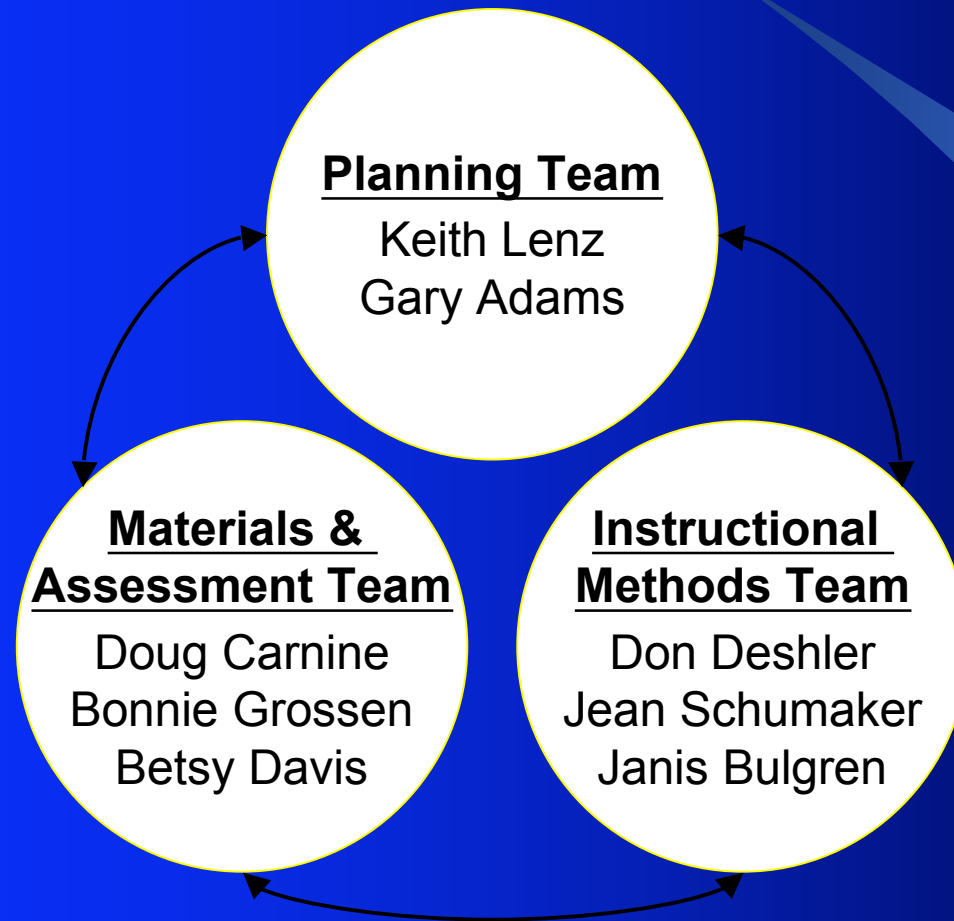 Planning Team
Keith Lenz
Gary Adams
Materials &
Assessment Team
Doug Carnine
Bonnie Grossen
Betsy Davis
Instructional
Methods Team
Don Deshler
Jean Schumaker
Janis Bulgren